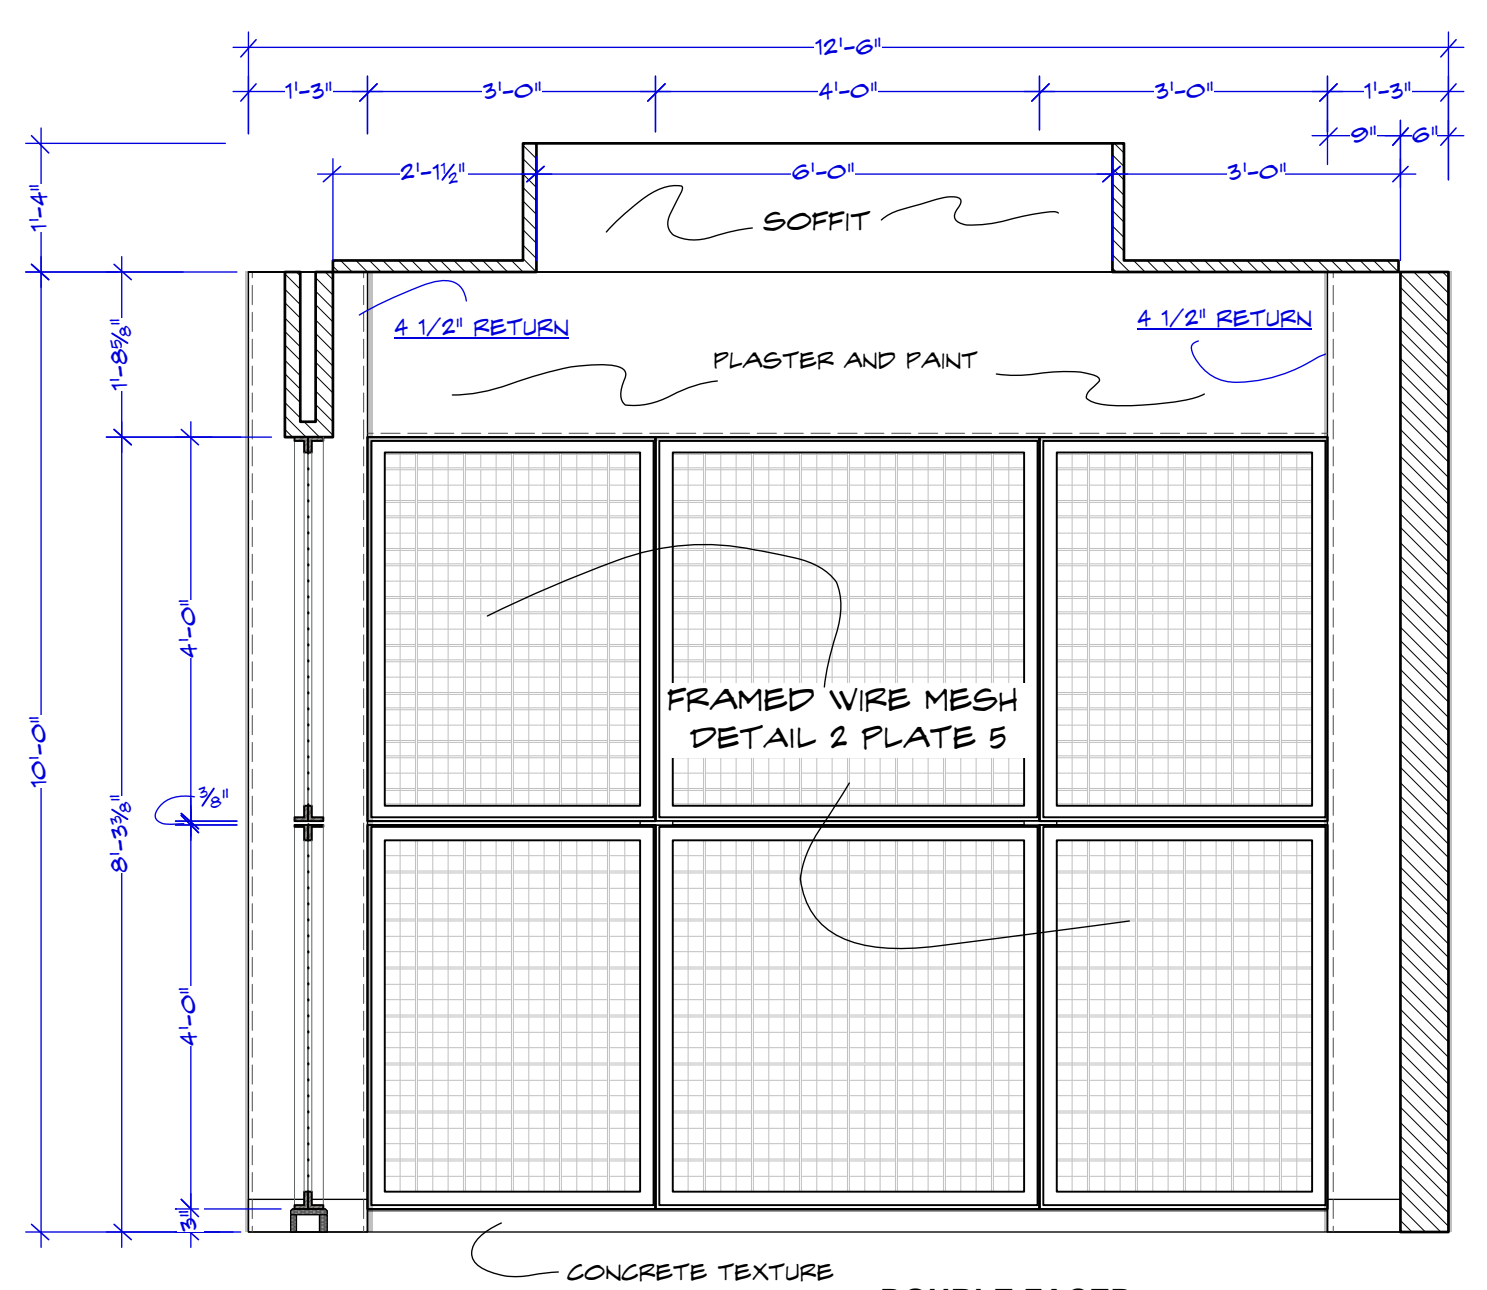 12'-6"
1'-3" 3'-0" 4'-0" 3'-0" 1'-3"
9" 6"
2'-1½" 6'-0" 3'-0"
1'-4"
SOFFIT
4 1/2" RETURN
4 1/2" RETURN
1'-8⅝"
PLASTER AND PAINT
4'-0"
FRAMED WIRE MESH
DETAIL 2 PLATE 5
10'-0"
8'-3⅜"
⅜"
4'-0"
3"
CONCRETE TEXTURE